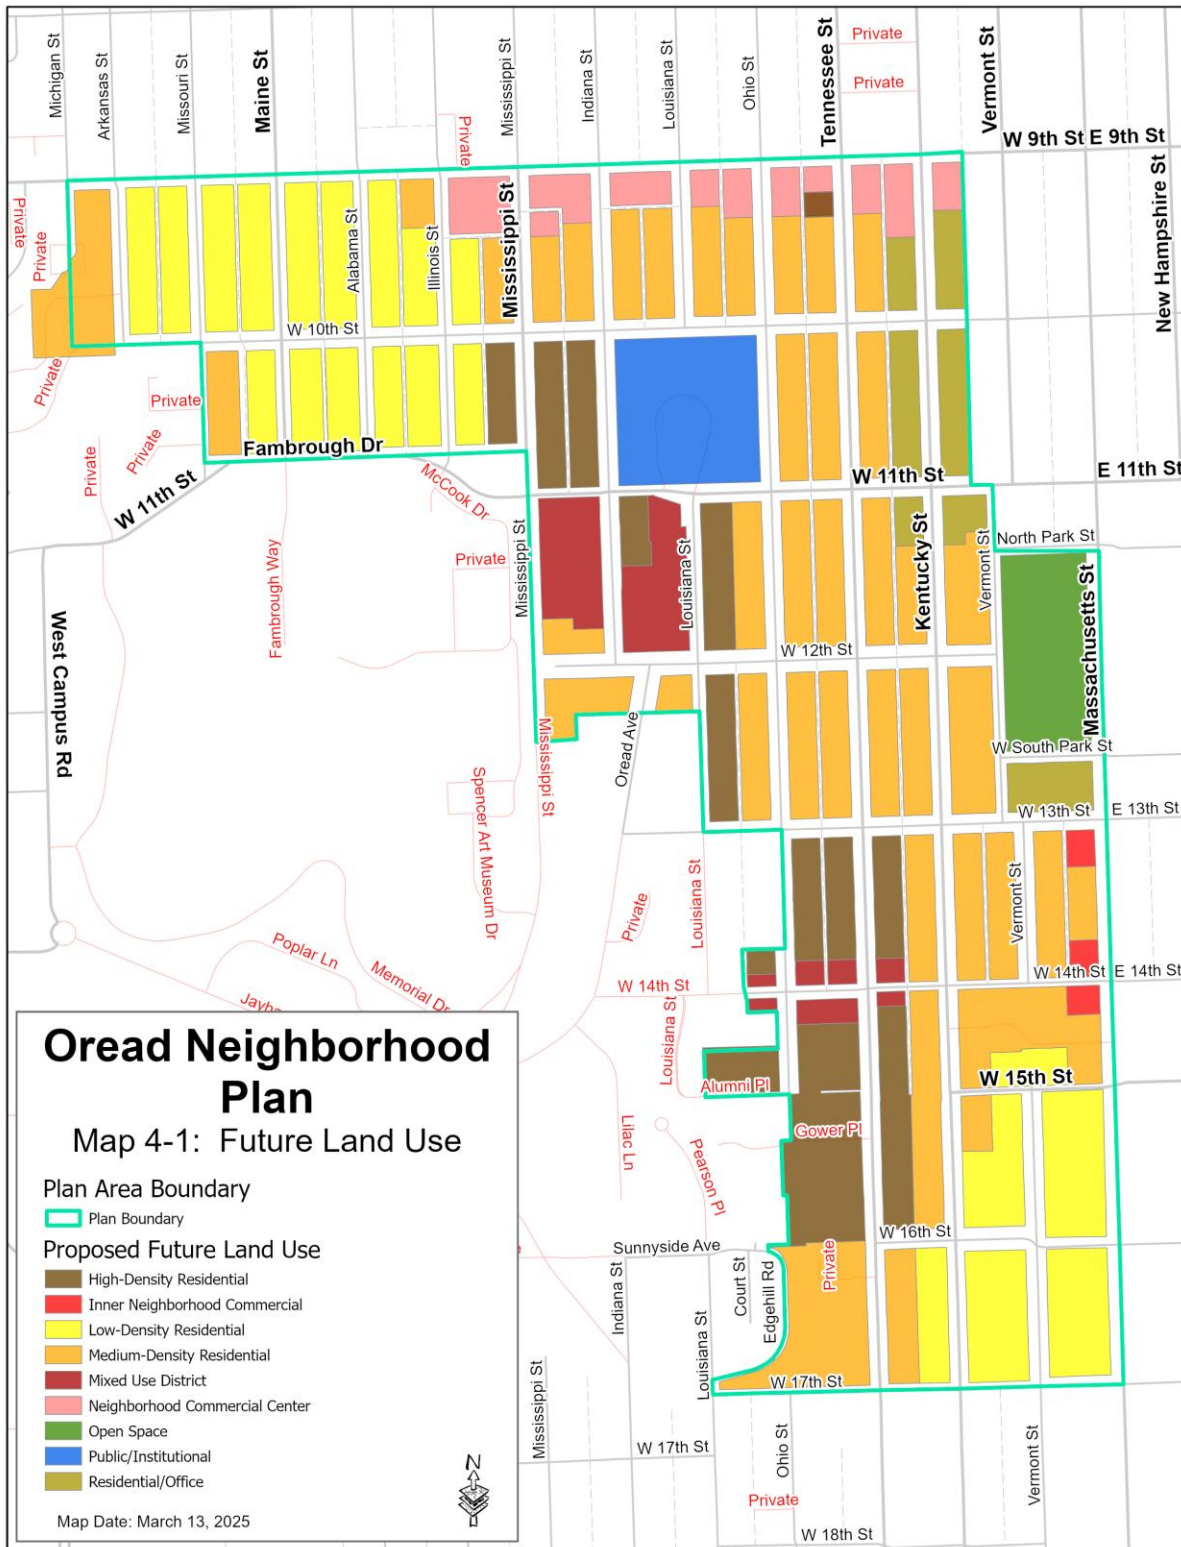 Michigan St
Arkansas St
Missouri St
Maine St
Mississippi St
Indiana St
Louisiana St
Ohio St
Tennessee St
Private
Private
Vermont St
W 9th St
E 9th St
New Hampshire St
Private
Private
Private
Alabama St
Illinois St
Mississippi St
W 10th St
Private
Private
Private
Private
Fambrough Dr
W 11th St
W 11th St
E 11th St
McCook Dr
Private
Fambrough Way
Mississippi St
Louisiana St
Kentucky St
Vermont St
North Park St
Massachusetts St
W 12th St
West Campus Rd
Mississippi St
Oread Ave
Spencer Art Museum Dr
W South Park St
W 13th St
E 13th St
Private
Louisiana St
Vermont St
Poplar Ln
Memorial Dr
Jayha
W 14th St
W 14th St
E 14th St
Louisiana St
Alumni Pl
W 15th St
Lilac Ln
Pearson Pl
Gower Pl
W 16th St
Sunnyside Ave
Private
Indiana St
Court St
Edgehill Rd
Louisiana St
W 17th St
Mississippi St
W 17th St
Ohio St
Vermont St
Private
W 18th St
Oread Neighborhood
Plan
Map 4-1: Future Land Use
Plan Area Boundary
Plan Boundary
Proposed Future Land Use
High-Density Residential
Inner Neighborhood Commercial
Low-Density Residential
Medium-Density Residential
Mixed Use District
Neighborhood Commercial Center
Open Space
Public/Institutional
Residential/Office
N
Map Date: March 13, 2025